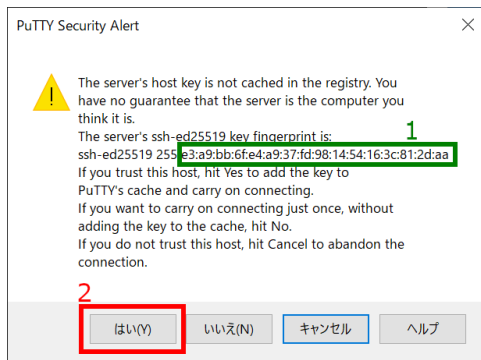 PuTTY Security Alert
The server's host key is not cached in the registry. You
have no guarantee that the server is the computer you
think it is.
The server's ssh-ed25519 key fingerprint is:
1
ssh-ed25519 255 e3:a9:bb:6f:e4:a9:37:fd:98:14:54:16:3c:81:2d:aa
If you trust this host, hit Yes to add the key to
PuTTY's cache and carry on connecting.
If you want to carry on connecting just once, without
adding the key to the cache, hit No.
If you do not trust this host, hit Cancel to abandon the
connection.
2
はい(Y) いいえ(N) キャンセル ヘルプ